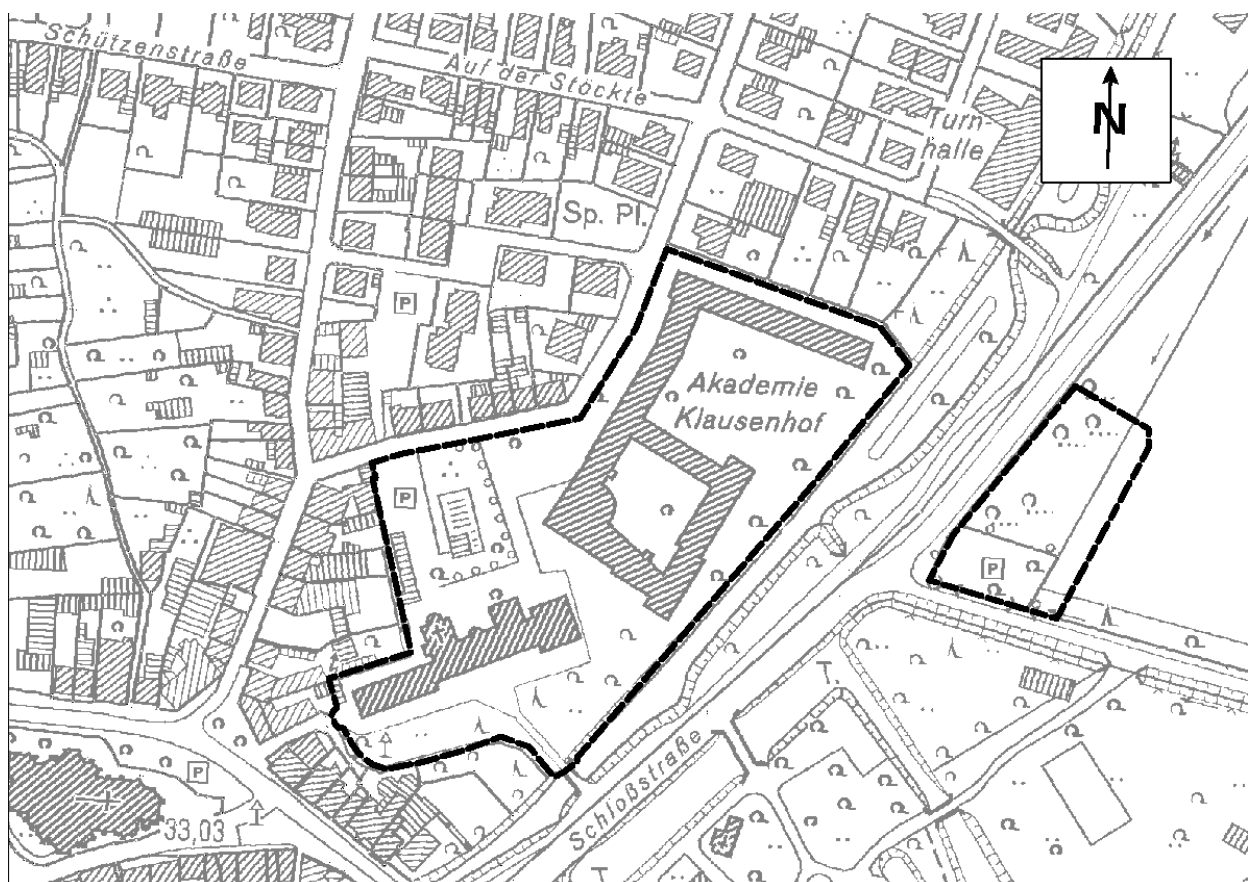 Schützenstraße
Auf der Stöckte
Turn
halle
N
Sp. Pl.
P
Akademie
Klausenhof
P
P
T.
Schloßstraße
P
33,03
T.